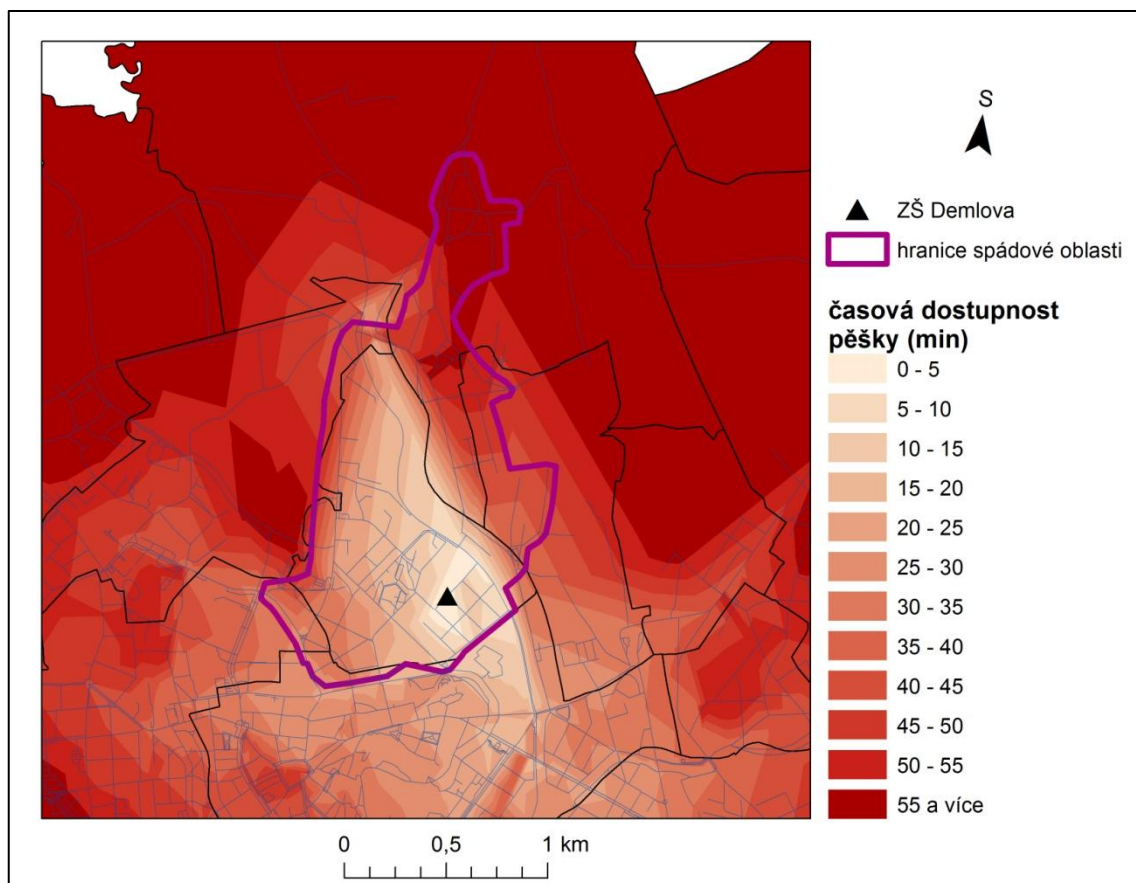 S
ZŠ Demlova
hranice spádové oblasti
časová dostupnost
pěšky (min)
0 - 5
5 - 10
10 - 15
15 - 20
20 - 25
25 - 30
30 - 35
35 - 40
40 - 45
45 - 50
50 - 55
55 a více
0 0,5 1 km